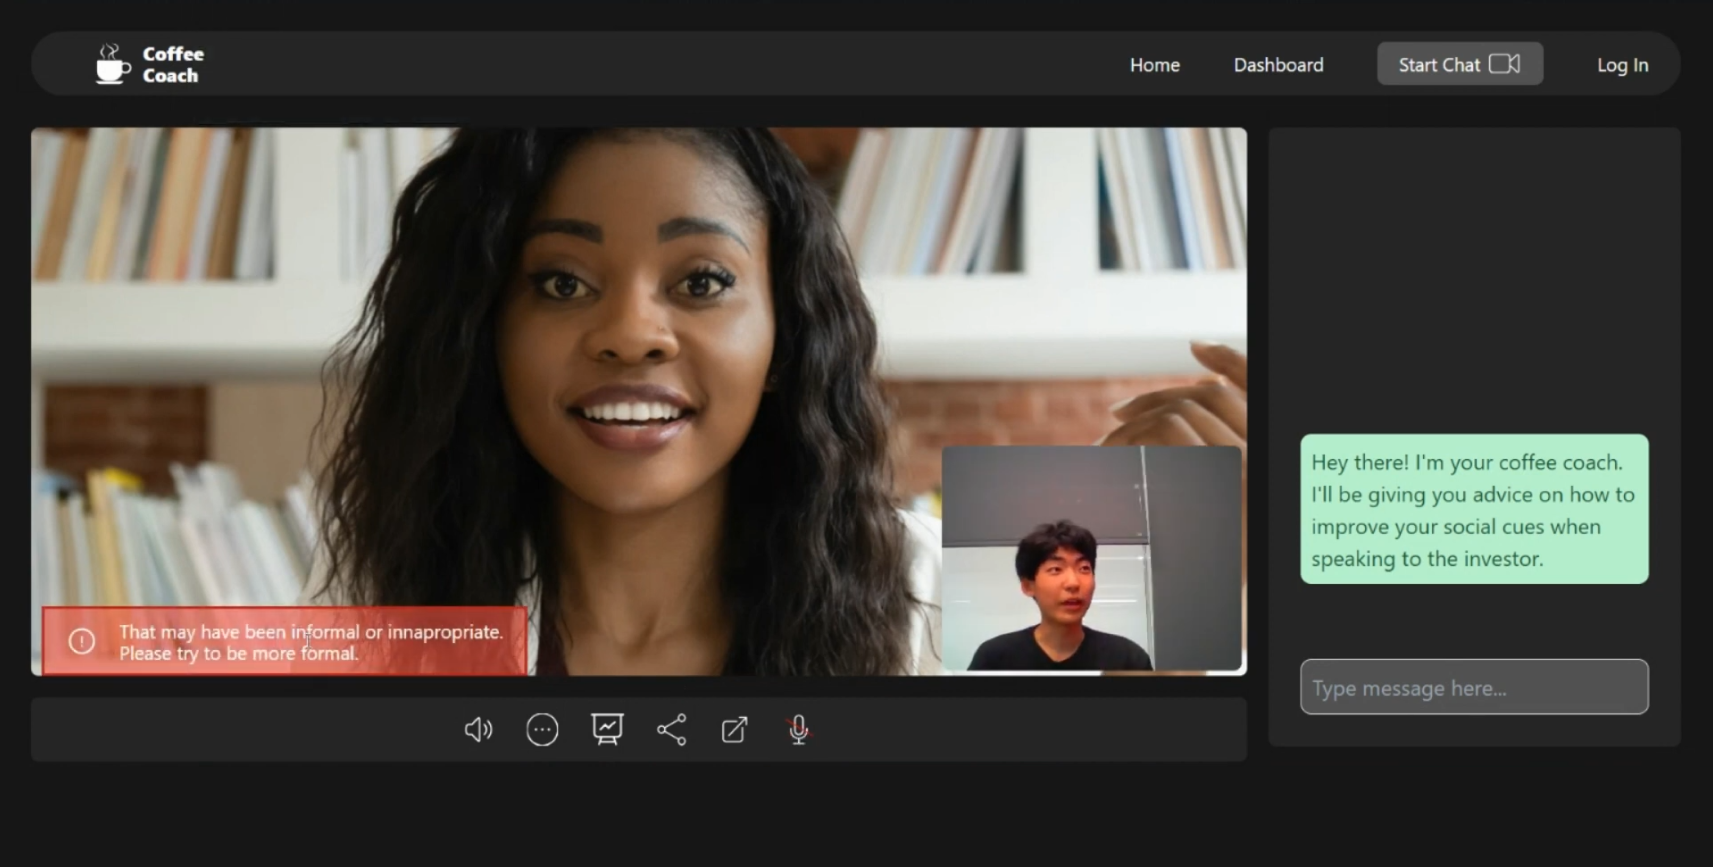 Coffee
Coach
Home
Dashboard
Start Chat
Log In
That may have been informal or innapropriate.
Please try to be more formal.
Hey there! I'm your coffee coach.
I'll be giving you advice on how to
improve your social cues when
speaking to the investor.
Type message here...